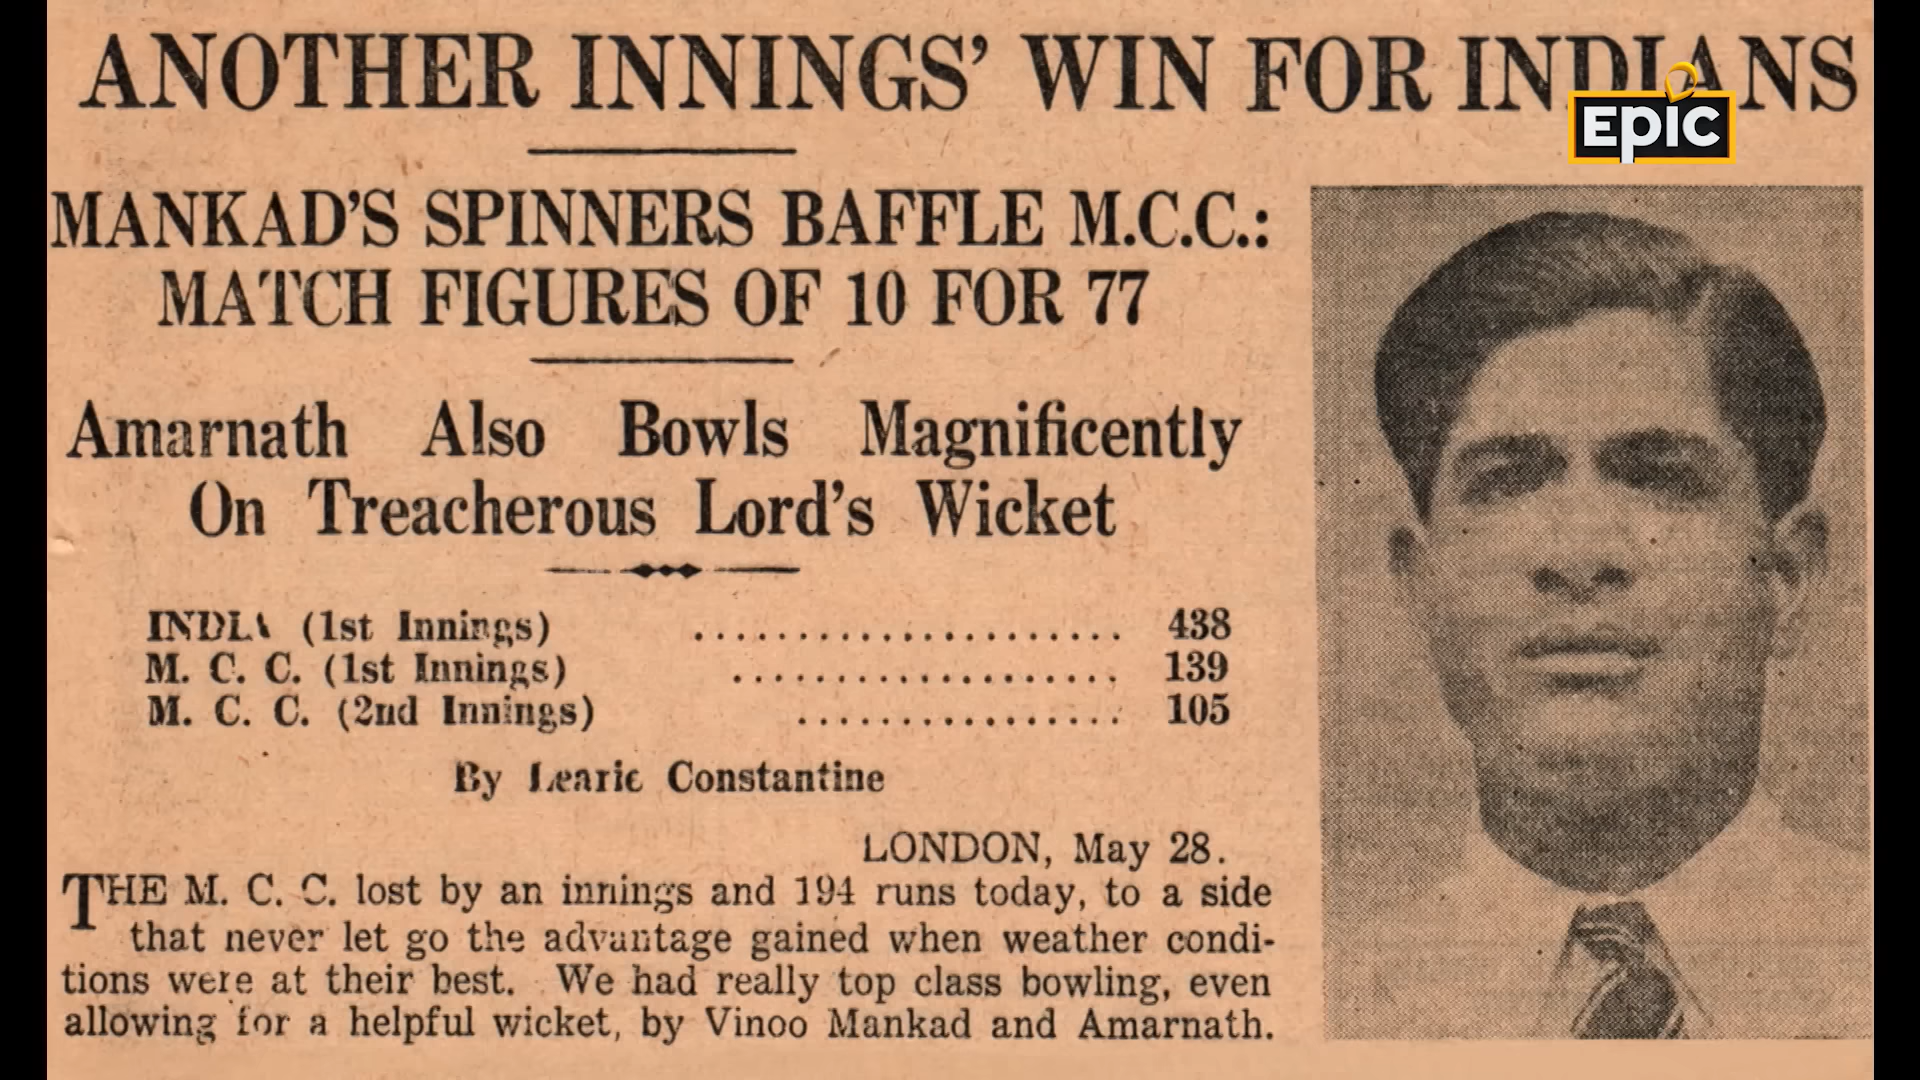 ANOTHER INNINGS' WIN FOR INDIANS
EPIC
MANKAD'S SPINNERS BAFFLE M.C.C.:
MATCH FIGURES OF 10 FOR 77
Amarnath Also Bowls Magnificently
On Treacherous Lord's Wicket
INDIA (1st Innings) ..................... 438
M. C. C. (1st Innings) ................... 139
M. C. C. (2nd Innings) ................ 105
By Learie Constantine
LONDON, May 28.
THE M. C. C. lost by an innings and 194 runs today, to a side
that never let go the advantage gained when weather condi-
tions were at their best. We had really top class bowling, even
allowing for a helpful wicket, by Vinoo Mankad and Amarnath.